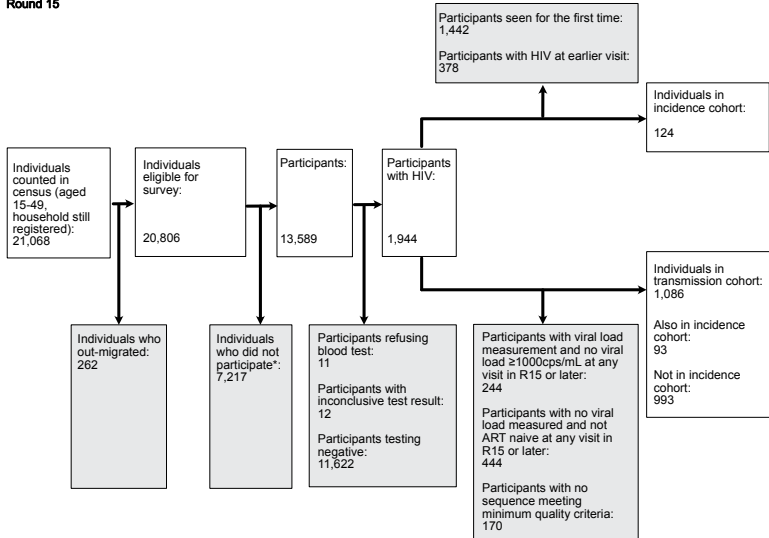 Round 15
Participants seen for the first time:
1,442
Participants with HIV at earlier visit:
378
Individuals in
incidence cohort:
124
Individuals
counted in
census (aged
15-49,
household still
registered):
21,068
Individuals
eligible for
survey:
20,806
Participants:
13,589
Participants
with HIV:
1,944
Individuals in
transmission cohort:
1,086
Also in incidence
cohort:
93
Not in incidence
cohort:
993
Individuals who
out-migrated:
262
Individuals
who did not
participate*:
7,217
Participants refusing
blood test:
11
Participants with
inconclusive test result:
12
Participants testing
negative:
11,622
Participants with viral load
measurement and no viral
load ≥1000cps/mL at any
visit in R15 or later:
244
Participants with no viral
load measured and not
ART naive at any visit in
R15 or later:
444
Participants with no
sequence meeting
minimum quality criteria:
170